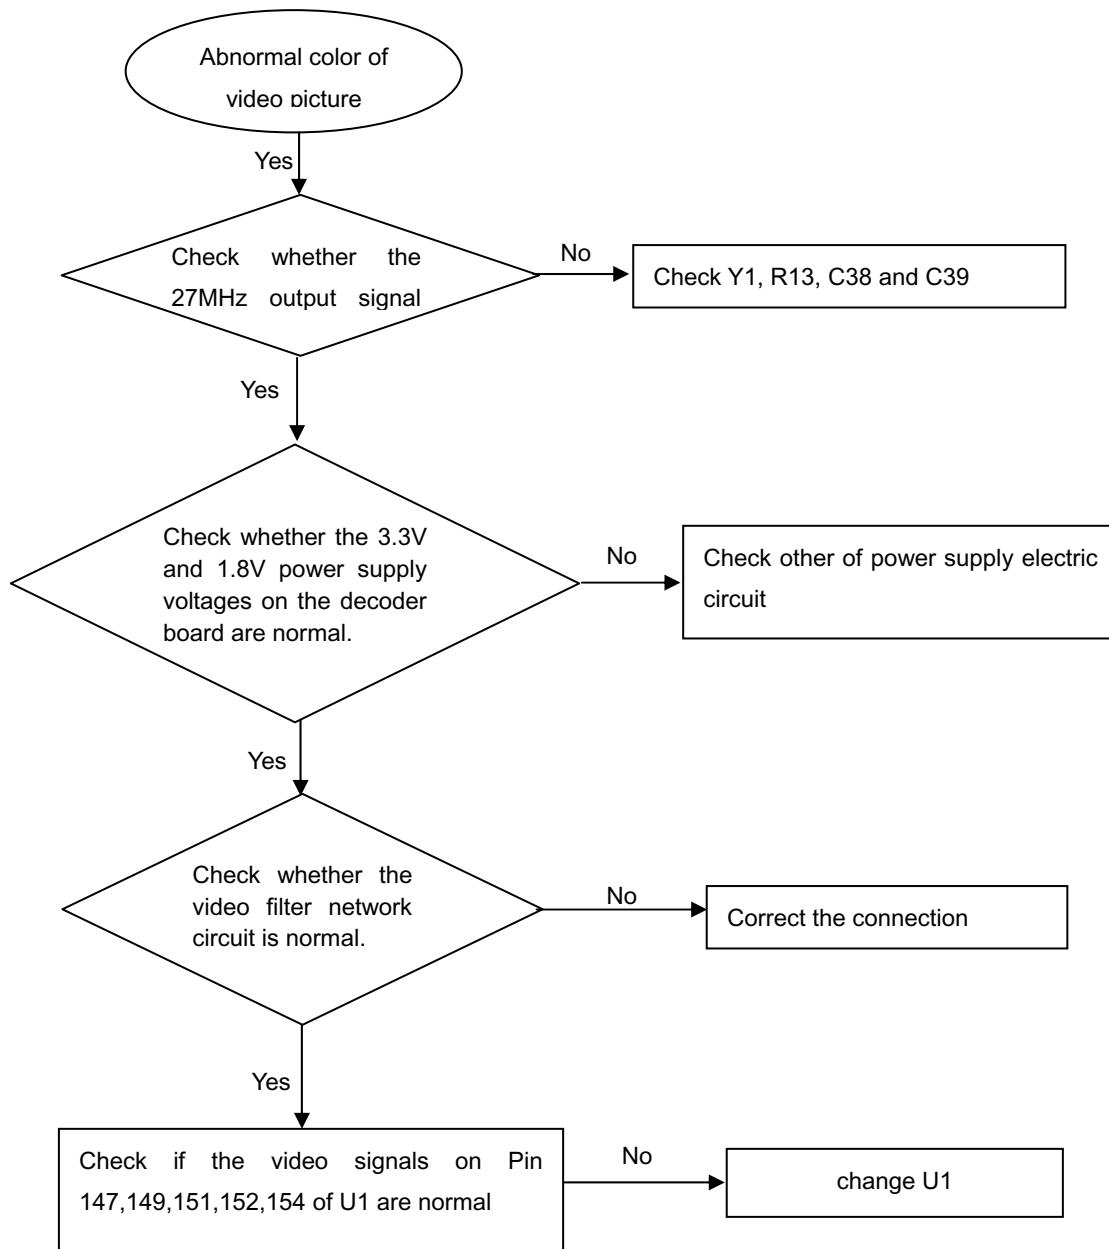 Abnormal color of
video picture
Yes
Check whether the
27MHz output signal
No
Check Y1, R13, C38 and C39
Yes
Check whether the 3.3V
and 1.8V power supply
voltages on the decoder
board are normal.
No
Check other of power supply electric
circuit
Yes
Check whether the
video filter network
circuit is normal.
No
Correct the connection
Yes
Check if the video signals on Pin
147,149,151,152,154 of U1 are normal
No
change U1